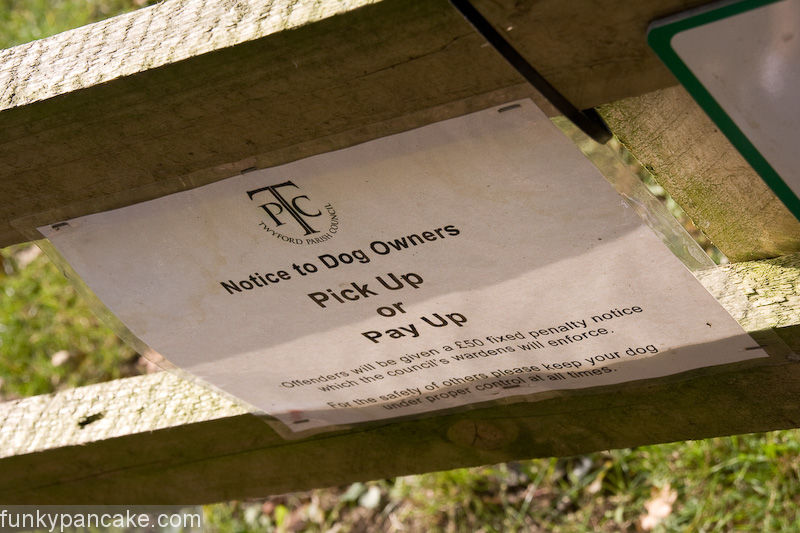 PTC
TWYFORD PARISH COUNCIL
Notice to Dog Owners
Pick Up
or
Pay Up
Offenders will be given a £50 fixed penalty notice
which the council's wardens will enforce.
For the safety of others please keep your dog
under proper control at all times.
funkypancake.com